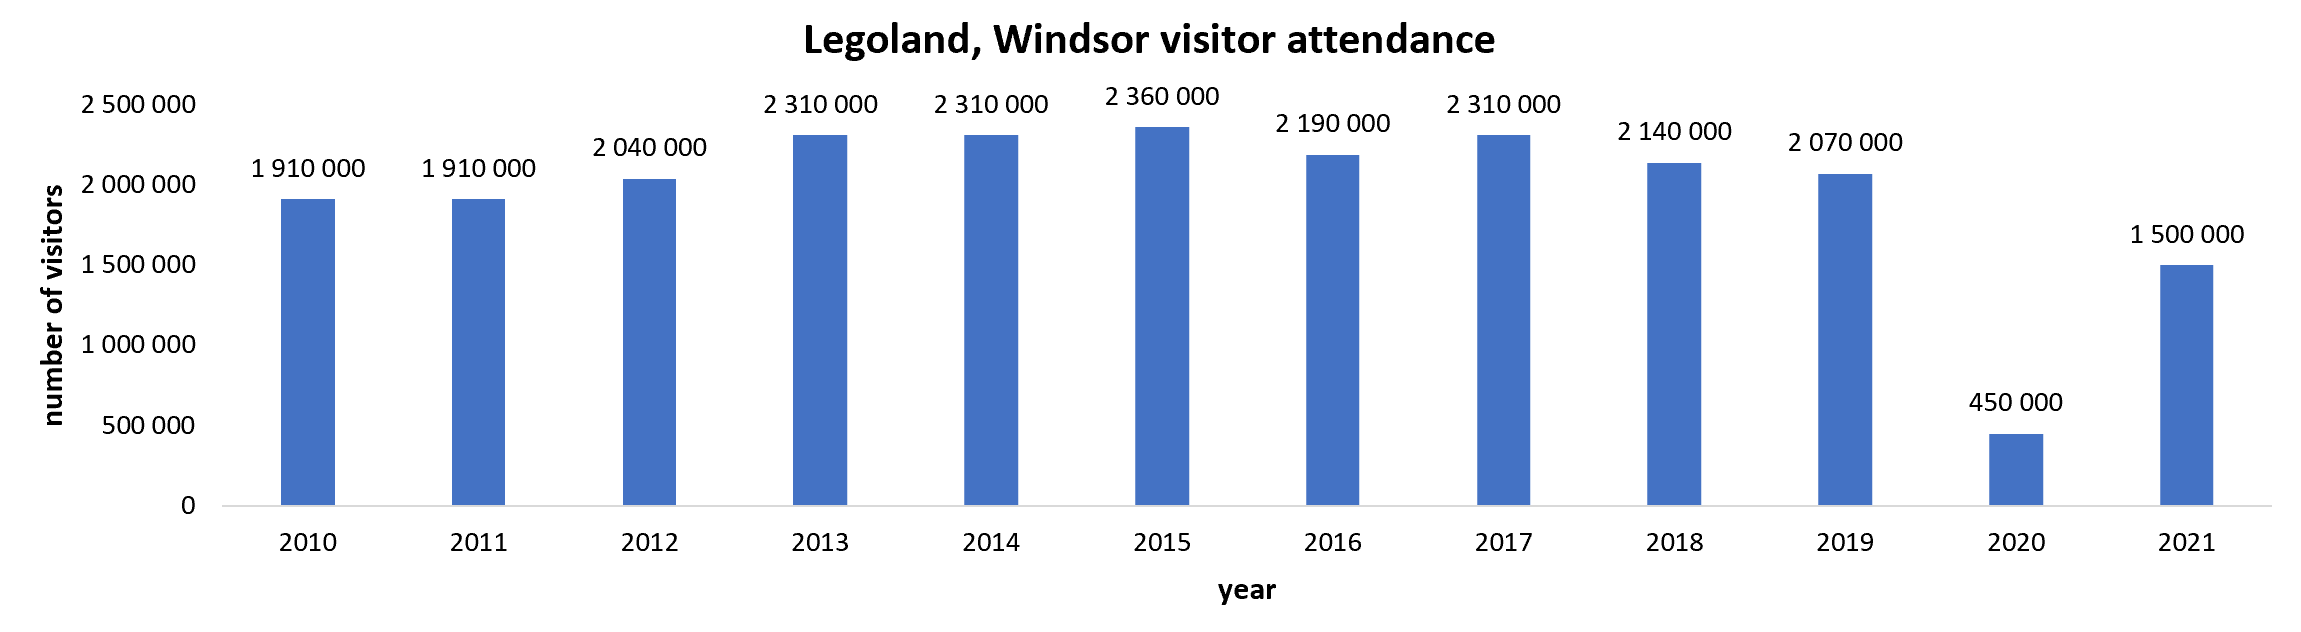 Legoland, Windsor visitor attendance
number of visitors
2 500 000
2 000 000
1 500 000
1 000 000
500 000
0
1 910 000
1 910 000
2 040 000
2 310 000
2 310 000
2 360 000
2 190 000
2 310 000
2 140 000
2 070 000
450 000
1 500 000
2010 2011 2012 2013 2014 2015 2016 2017 2018 2019 2020 2021
year